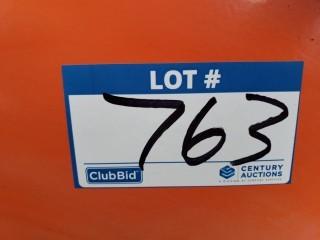 LOT #
763
ClubBid
CENTURY
AUCTIONS